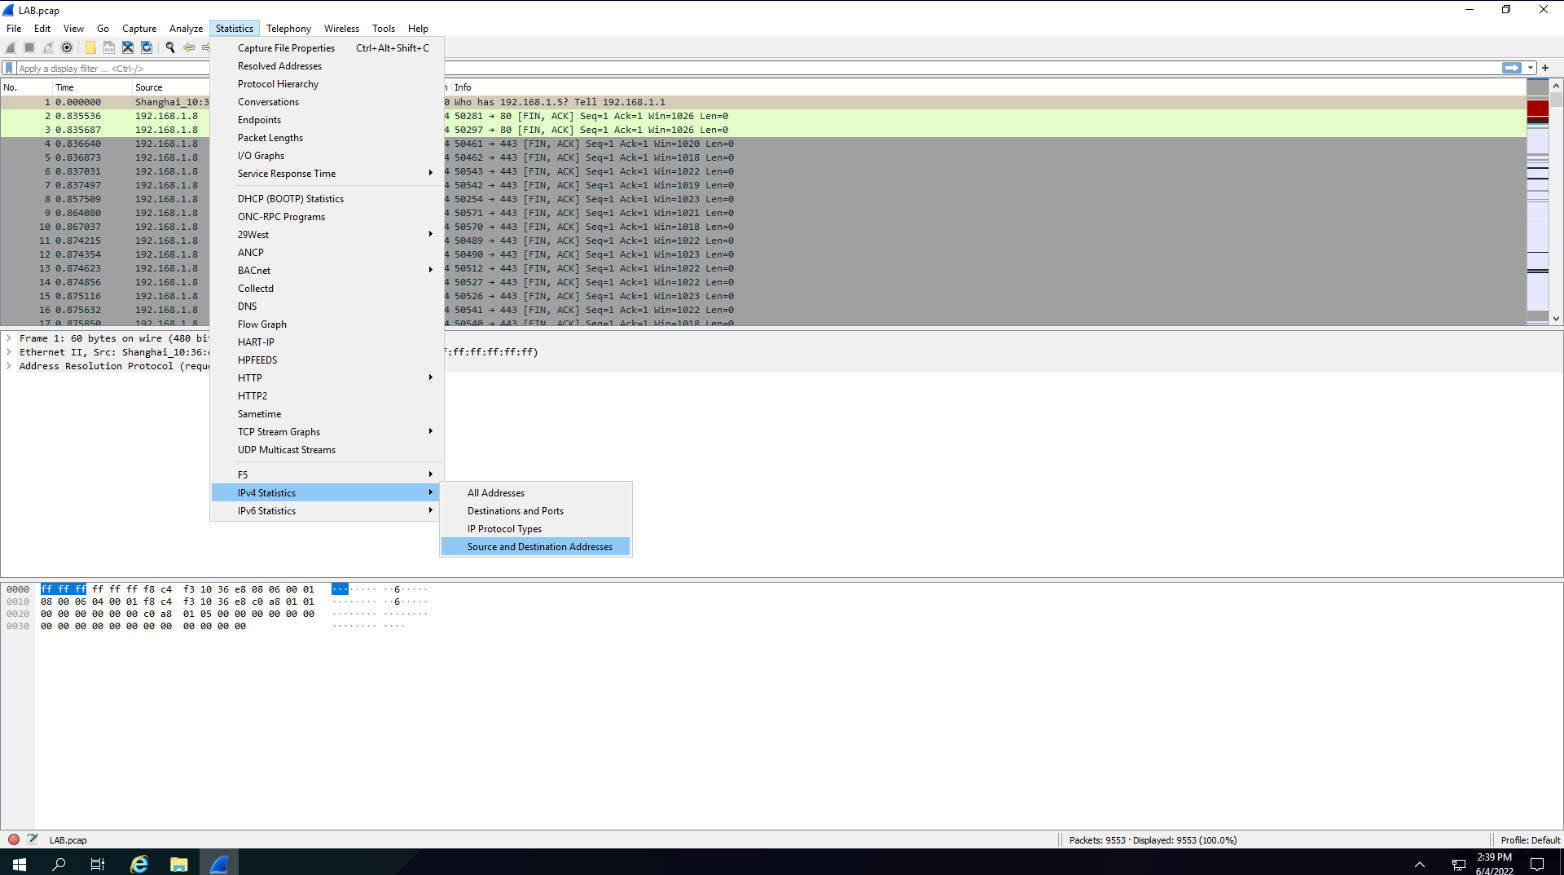 LAB.pcap
File Edit View Go Capture Analyze Statistics Telephony Wireless Tools Help
Apply a display filter ... <Ctrl-/>
No. Time Source Info
1 0.000000 Shanghai_10:3 0 Who has 192.168.1.5? Tell 192.168.1.1
2 0.835536 192.168.1.8 4 50281 → 80 [FIN, ACK] Seq=1 Ack=1 Win=1026 Len=0
3 0.835687 192.168.1.8 4 50297 → 80 [FIN, ACK] Seq=1 Ack=1 Win=1026 Len=0
4 0.836640 192.168.1.8 4 50461 → 443 [FIN, ACK] Seq=1 Ack=1 Win=1020 Len=0
5 0.836873 192.168.1.8 4 50462 → 443 [FIN, ACK] Seq=1 Ack=1 Win=1018 Len=0
6 0.837031 192.168.1.8 4 50543 → 443 [FIN, ACK] Seq=1 Ack=1 Win=1022 Len=0
7 0.837497 192.168.1.8 4 50542 → 443 [FIN, ACK] Seq=1 Ack=1 Win=1019 Len=0
8 0.857509 192.168.1.8 4 50254 → 443 [FIN, ACK] Seq=1 Ack=1 Win=1023 Len=0
9 0.864080 192.168.1.8 4 50571 → 443 [FIN, ACK] Seq=1 Ack=1 Win=1021 Len=0
10 0.867037 192.168.1.8 4 50570 → 443 [FIN, ACK] Seq=1 Ack=1 Win=1018 Len=0
11 0.874215 192.168.1.8 4 50489 → 443 [FIN, ACK] Seq=1 Ack=1 Win=1022 Len=0
12 0.874354 192.168.1.8 4 50490 → 443 [FIN, ACK] Seq=1 Ack=1 Win=1023 Len=0
13 0.874623 192.168.1.8 4 50512 → 443 [FIN, ACK] Seq=1 Ack=1 Win=1022 Len=0
14 0.874856 192.168.1.8 4 50527 → 443 [FIN, ACK] Seq=1 Ack=1 Win=1022 Len=0
15 0.875116 192.168.1.8 4 50526 → 443 [FIN, ACK] Seq=1 Ack=1 Win=1023 Len=0
16 0.875632 192.168.1.8 4 50541 → 443 [FIN, ACK] Seq=1 Ack=1 Win=1022 Len=0
17 0.875850 192.168.1.8 4 50540 → 443 [FIN, ACK] Seq=1 Ack=1 Win=1018 Len=0
Capture File Properties Ctrl+Alt+Shift+C
Resolved Addresses
Protocol Hierarchy
Conversations
Endpoints
Packet Lengths
I/O Graphs
Service Response Time
DHCP (BOOTP) Statistics
ONC-RPC Programs
29West
ANCP
BACnet
Collectd
DNS
Flow Graph
HART-IP
HPFEEDS
HTTP
HTTP2
Sametime
TCP Stream Graphs
UDP Multicast Streams
F5
IPv4 Statistics
IPv6 Statistics
All Addresses
Destinations and Ports
IP Protocol Types
Source and Destination Addresses
Frame 1: 60 bytes on wire (480 bi
Ethernet II, Src: Shanghai_10:36: f:ff:ff:ff:ff:ff)
Address Resolution Protocol (requ
0000 ff ff ff ff ff ff f8 c4 f3 10 36 e8 08 06 00 01 ········ ··6·····
0010 08 00 06 04 00 01 f8 c4 f3 10 36 e8 c0 a8 01 01 ········ ··6·····
0020 00 00 00 00 00 00 c0 a8 01 05 00 00 00 00 00 00 ········ ········
0030 00 00 00 00 00 00 00 00 00 00 00 00 ········ ····
LAB.pcap Packets: 9553 · Displayed: 9553 (100.0%) Profile: Default
2:39 PM
6/4/2022